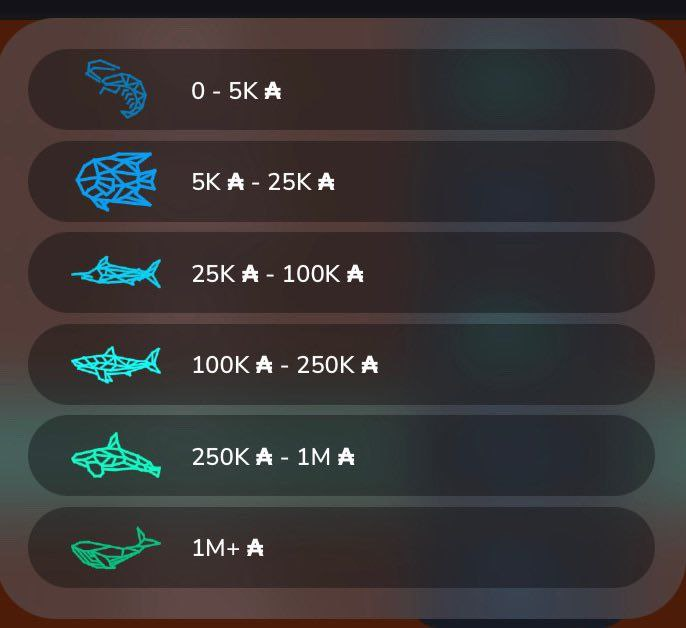 0 - 5K ₳
5K ₳ - 25K ₳
25K ₳ - 100K ₳
100K ₳ - 250K ₳
250K ₳ - 1M ₳
1M+ ₳